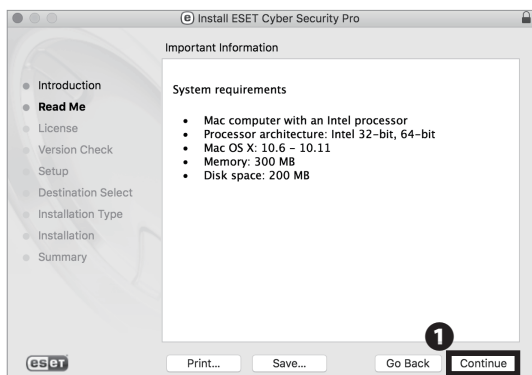 e Install ESET Cyber Security Pro
Important Information
Introduction
Read Me
License
Version Check
Setup
Destination Select
Installation Type
Installation
Summary
System requirements
• Mac computer with an Intel processor
• Processor architecture: Intel 32-bit, 64-bit
• Mac OS X: 10.6 – 10.11
• Memory: 300 MB
• Disk space: 200 MB
1
eset
Print... Save... Go Back Continue